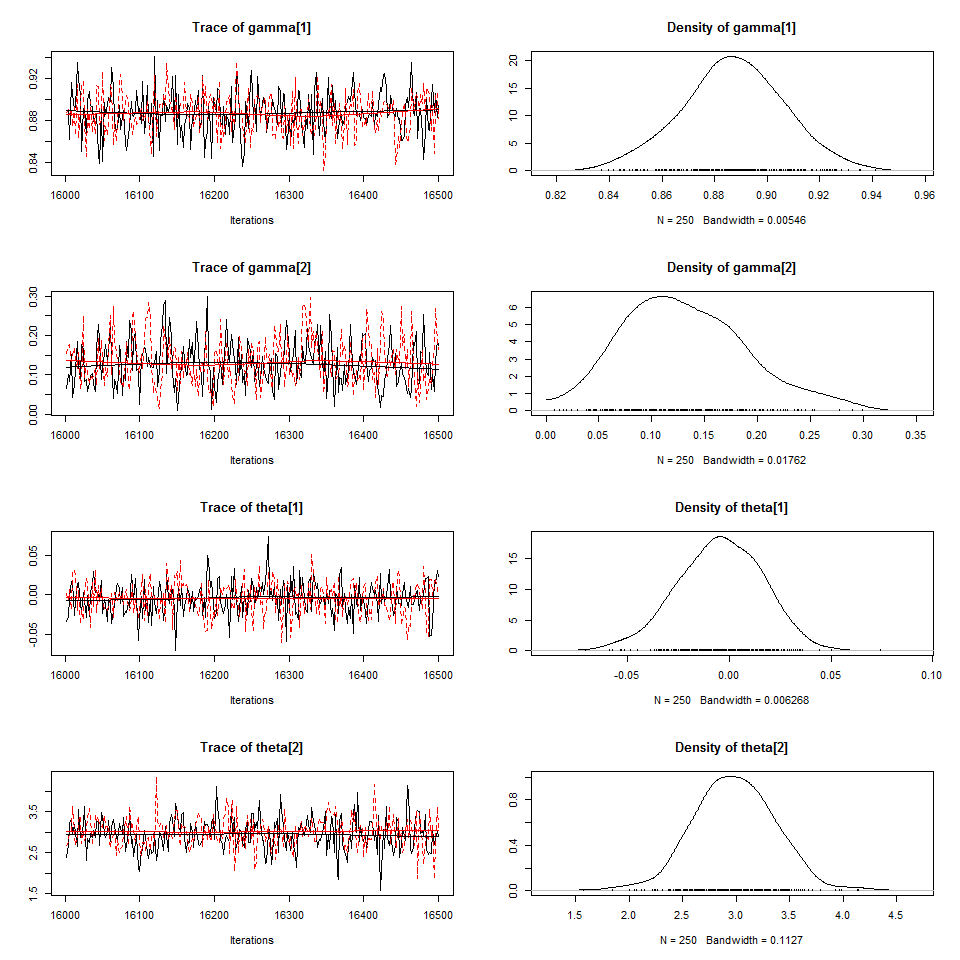 Trace of gamma[1]
0.84 0.88 0.92
16000 16100 16200 16300 16400 16500
Iterations
Density of gamma[1]
0 5 10 15 20
0.82 0.84 0.86 0.88 0.90 0.92 0.94 0.96
N = 250 Bandwidth = 0.00546
Trace of gamma[2]
0.00 0.10 0.20 0.30
16000 16100 16200 16300 16400 16500
Iterations
Density of gamma[2]
0 1 2 3 4 5 6
0.00 0.05 0.10 0.15 0.20 0.25 0.30 0.35
N = 250 Bandwidth = 0.01762
Trace of theta[1]
-0.05 0.00 0.05
16000 16100 16200 16300 16400 16500
Iterations
Density of theta[1]
0 5 10 15
-0.05 0.00 0.05 0.10
N = 250 Bandwidth = 0.006268
Trace of theta[2]
1.5 2.5 3.5
16000 16100 16200 16300 16400 16500
Iterations
Density of theta[2]
0.0 0.4 0.8
1.5 2.0 2.5 3.0 3.5 4.0 4.5
N = 250 Bandwidth = 0.1127